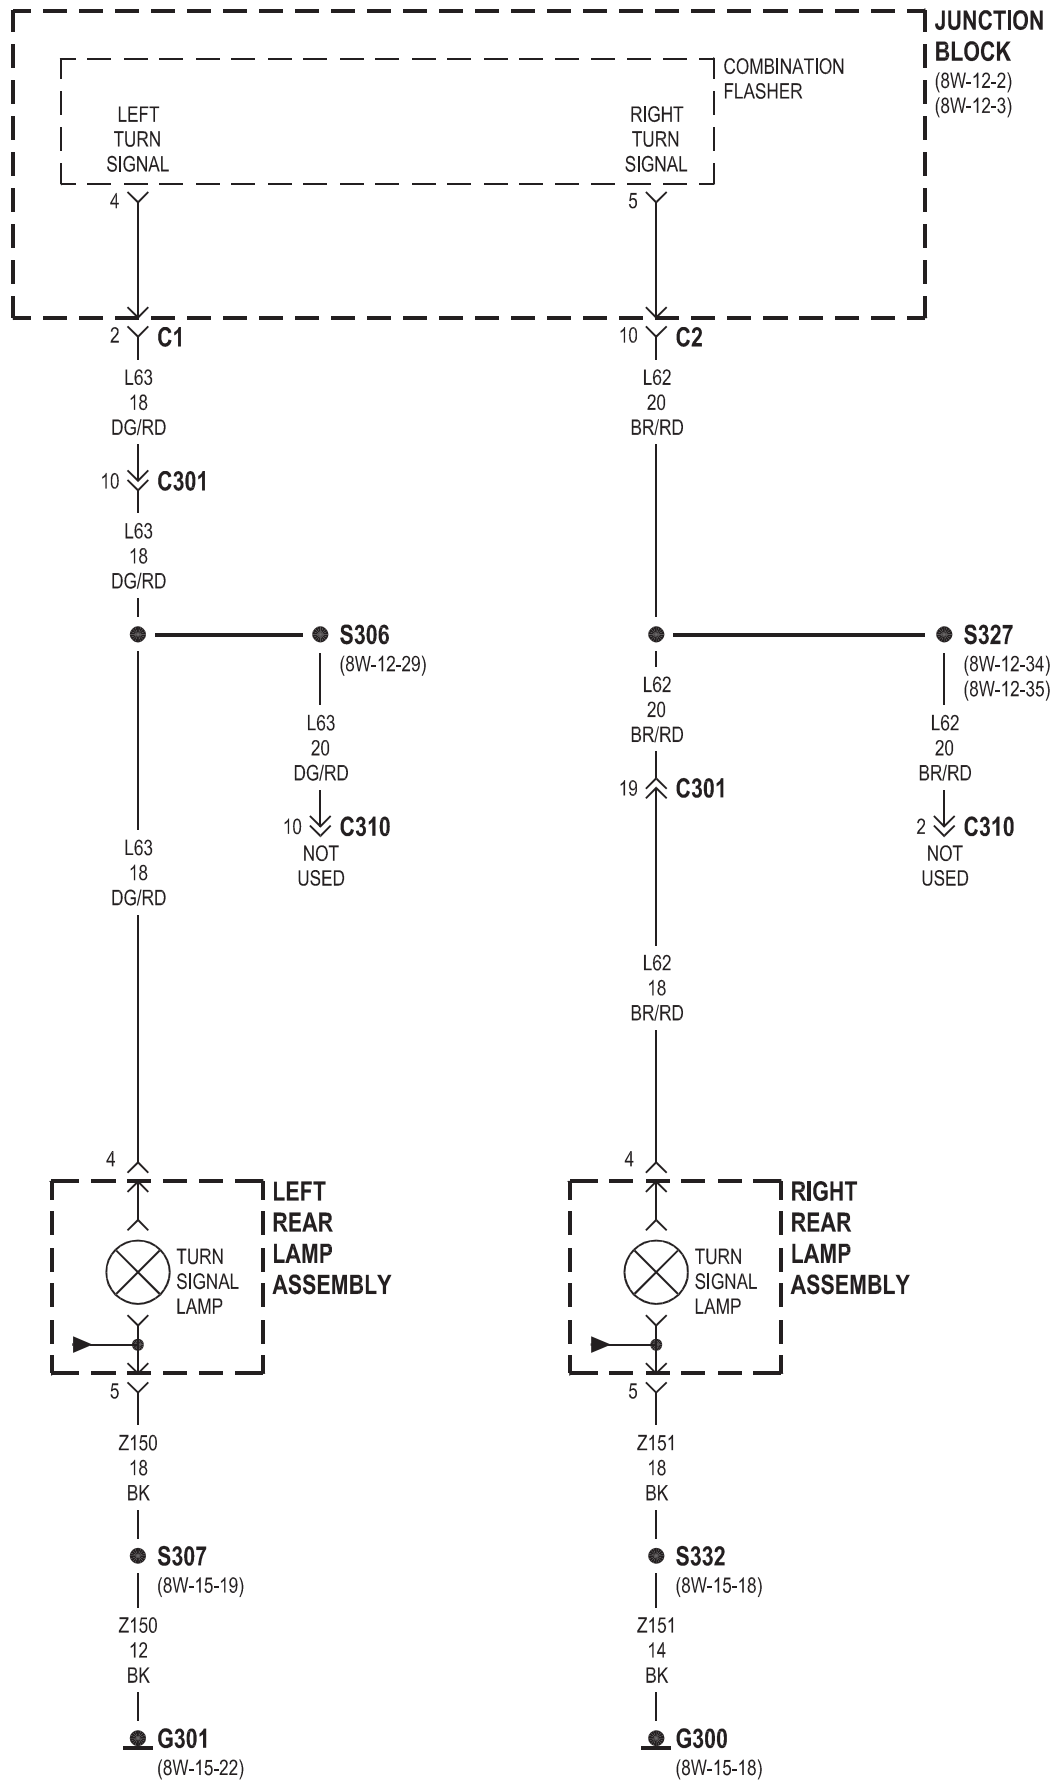 JUNCTION
BLOCK
(8W-12-2)
(8W-12-3)
COMBINATION
FLASHER
LEFT
TURN
SIGNAL
RIGHT
TURN
SIGNAL
4
5
2 C1
10 C2
L63
18
DG/RD
L62
20
BR/RD
10 C301
L63
18
DG/RD
S306
(8W-12-29)
S327
(8W-12-34)
(8W-12-35)
L62
20
BR/RD
L63
20
DG/RD
L62
20
BR/RD
19 C301
10 C310
NOT
USED
2 C310
NOT
USED
L63
18
DG/RD
L62
18
BR/RD
4
4
LEFT
REAR
LAMP
ASSEMBLY
TURN
SIGNAL
LAMP
RIGHT
REAR
LAMP
ASSEMBLY
TURN
SIGNAL
LAMP
5
5
Z150
18
BK
Z151
18
BK
S307
(8W-15-19)
S332
(8W-15-18)
Z150
12
BK
Z151
14
BK
G301
(8W-15-22)
G300
(8W-15-18)